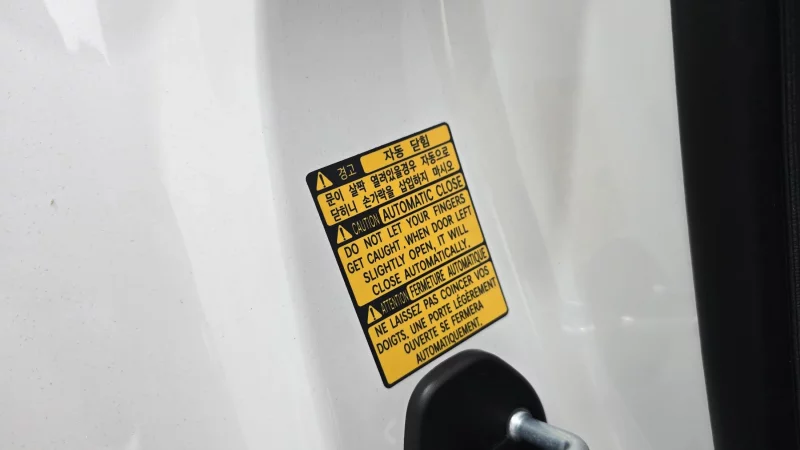 경고 자동 닫힘
문이 살짝 열려있을경우 자동으로
닫히니 손가락을 삽입하지 마시오
CAUTION AUTOMATIC CLOSE
DO NOT LET YOUR FINGERS
GET CAUGHT. WHEN DOOR LEFT
SLIGHTLY OPEN, IT WILL
CLOSE AUTOMATICALLY.
ATTENTION FERMETURE AUTOMATIQUE
NE LAISSEZ PAS COINCER VOS
DOIGTS. UNE PORTE LÉGÈREMENT
OUVERTE SE FERMERA
AUTOMATIQUEMENT.